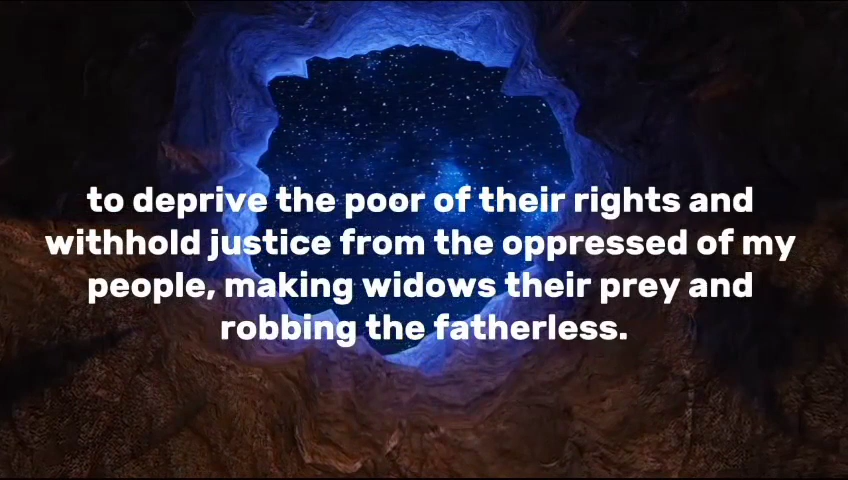 to deprive the poor of their rights and
withhold justice from the oppressed of my
people, making widows their prey and
robbing the fatherless.